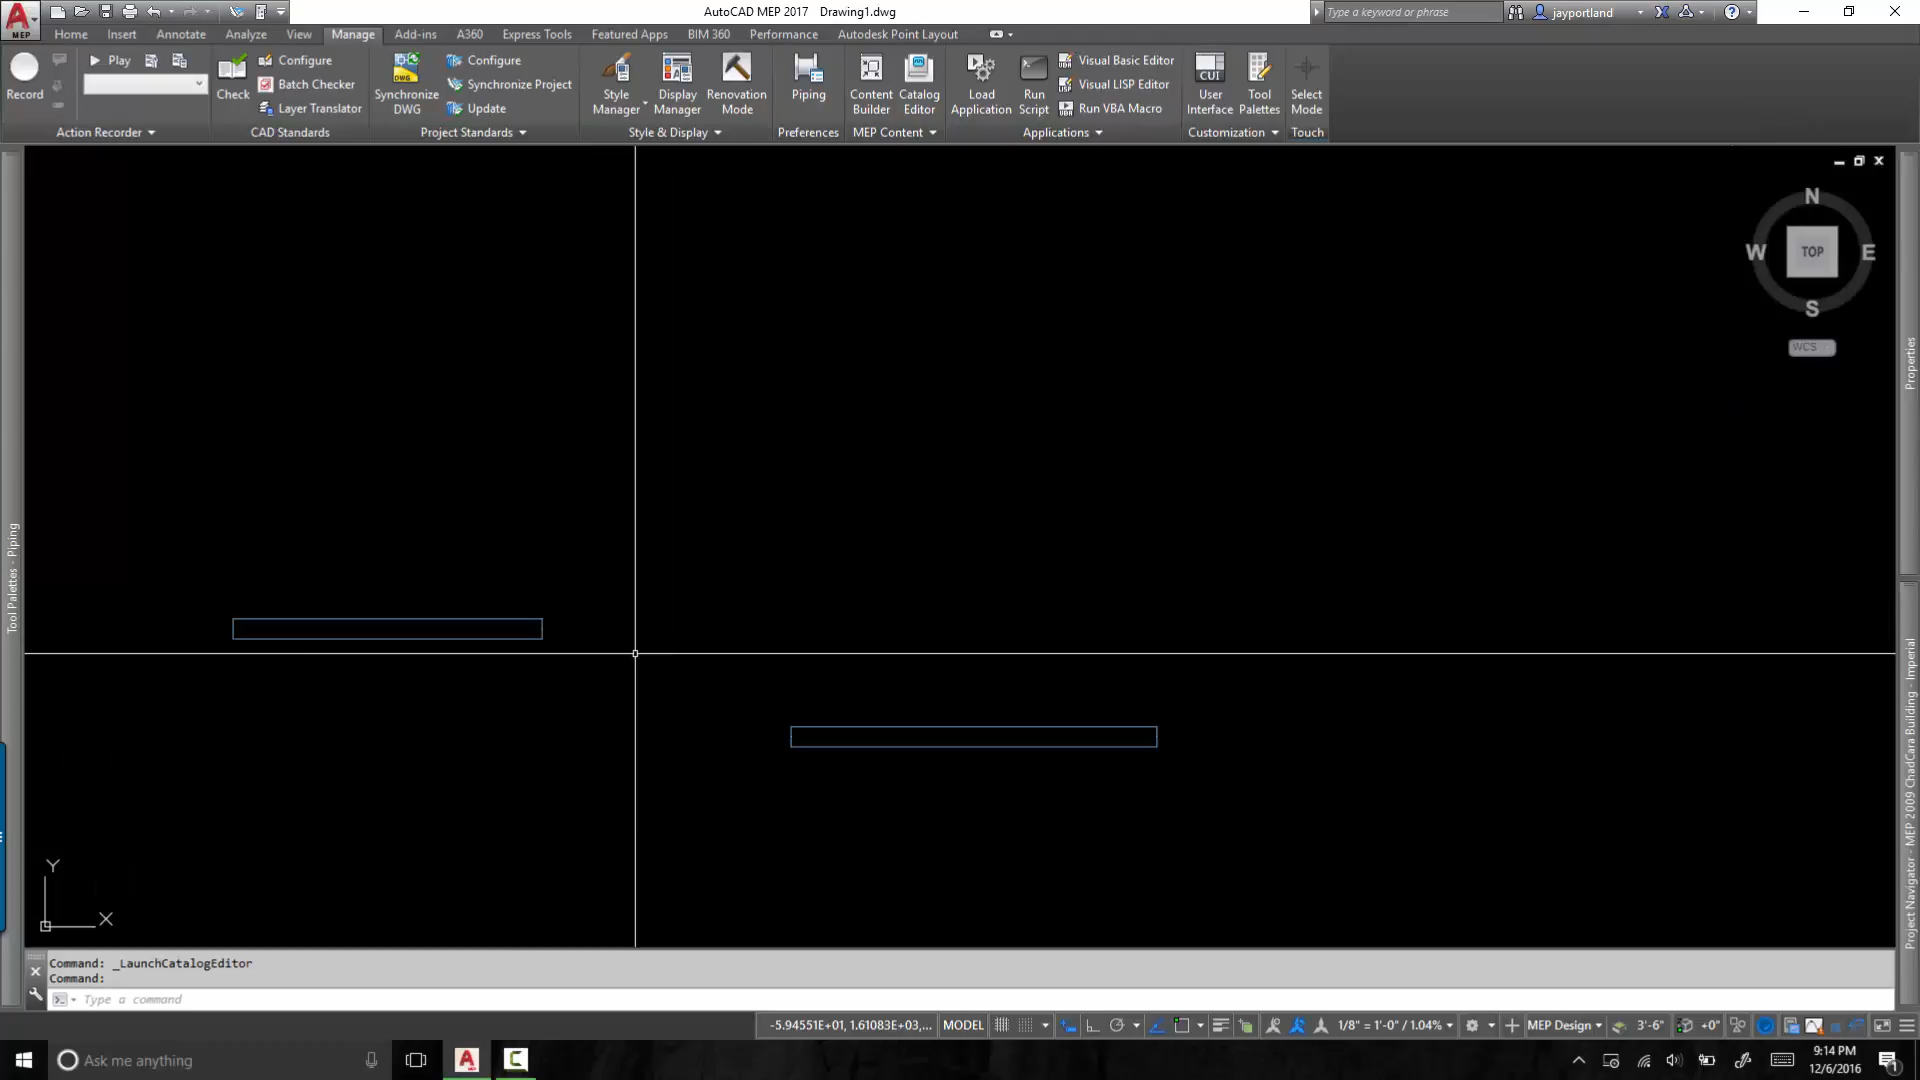 AutoCAD MEP 2017 Drawing1.dwg
Type a keyword or phrase
jayportland
MEP
Home Insert Annotate Analyze View Manage Add-ins A360 Express Tools Featured Apps BIM 360 Performance Autodesk Point Layout
Record
Play
Action Recorder
Check
Configure
Batch Checker
Layer Translator
CAD Standards
DWG
Synchronize
DWG
Configure
Synchronize Project
Update
Project Standards
Style
Manager
Display
Manager
Renovation
Mode
Style & Display
Piping
Preferences
Content
Builder
Catalog
Editor
MEP Content
Load
Application
Run
Script
Visual Basic Editor
Visual LISP Editor
Run VBA Macro
Applications
CUI
User
Interface
Tool
Palettes
Customization
Select
Mode
Touch
N
W
TOP
E
S
WCS
Properties
Tool Palettes - Piping
Project Navigator - MEP 2009 ChadCara Building - Imperial
Y
X
Command: _LaunchCatalogEditor
Command:
Type a command
-5.94551E+01, 1.61083E+03,... MODEL 1/8" = 1'-0" / 1.04% MEP Design 3'-6" +0"
Ask me anything
9:14 PM
12/6/2016
1